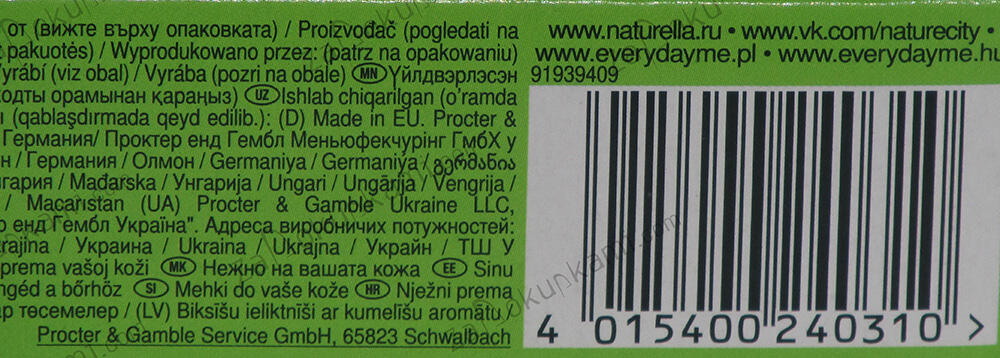 от (вижте върху опаковката) / Proizvođač (pogledati na
pakuotės) / Wyprodukowano przez: (patrz na opakowaniu)
Vyrábí (viz obal) / Vyrába (pozri na obale) MN Үйлдвэрлэсэн
орамынан қараңыз) UZ Ishlab chiqarilgan (o'ramda
(qablaşdırmada qeyd edilib.): (D) Made in EU. Procter &
Германия/ Проктер енд Гембл Меньюфекчурінг ГмбХ у
/ Германия / Олмон / Germaniya / Germaniya / გერმანია
/ Mađarska / Унгарија / Ungari / Ungārija / Vengrija /
/ Macarıstan (UA) Procter & Gamble Ukraine LLC,
енд Гембл Україна". Адреса виробничих потужностей:
/ Украина / Ukraina / Ukrajna / Украйн / ТШ У
prema vašoj koži MK Нежно на вашата кожа EE Sinu
a bőrhöz SI Mehki do vaše kože HR Nježni prema
төсемелер / (LV) Biksīšu ieliktnīši ar kumelīšu aromātu /
Procter & Gamble Service GmbH, 65823 Schwalbach
www.naturella.ru • www.vk.com/naturecity •
www.everydayme.pl • www.everydayme.hu
91939409
4 015400 240310 >